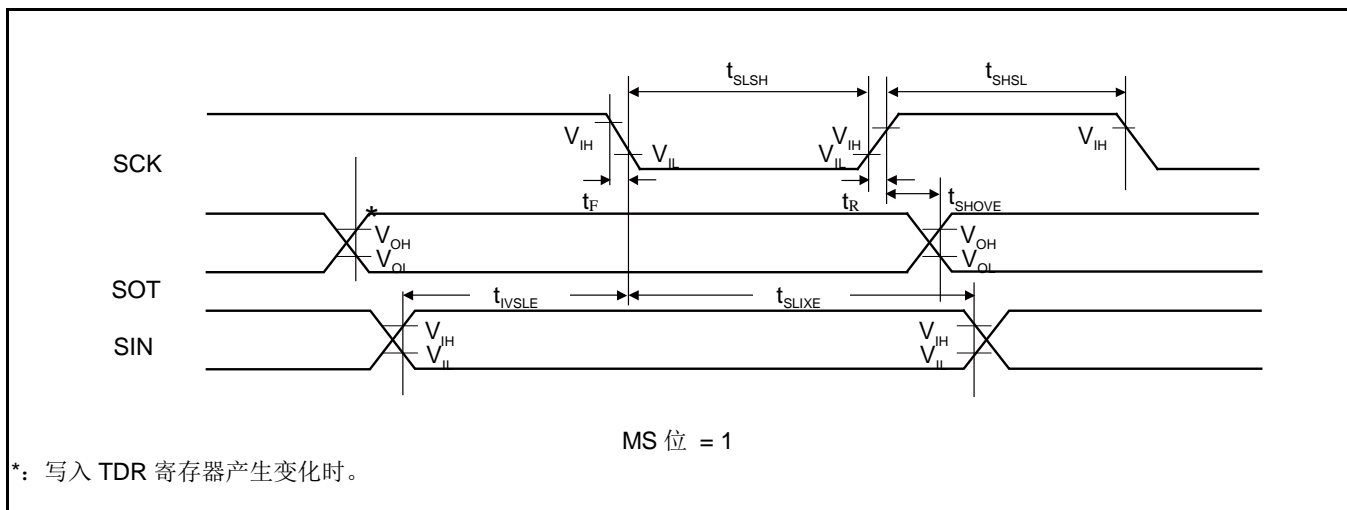 tSLSH
tSHSL
VIH
VIL
VIH
VIL
VIH
SCK
tF
tR
tSHOVE
*
VOH
VOL
VOH
VOL
SOT
tIVSLE
tSLIXE
SIN
VIH
VIL
VIH
VIL
MS 位 = 1
*: 写入 TDR 寄存器产生变化时。